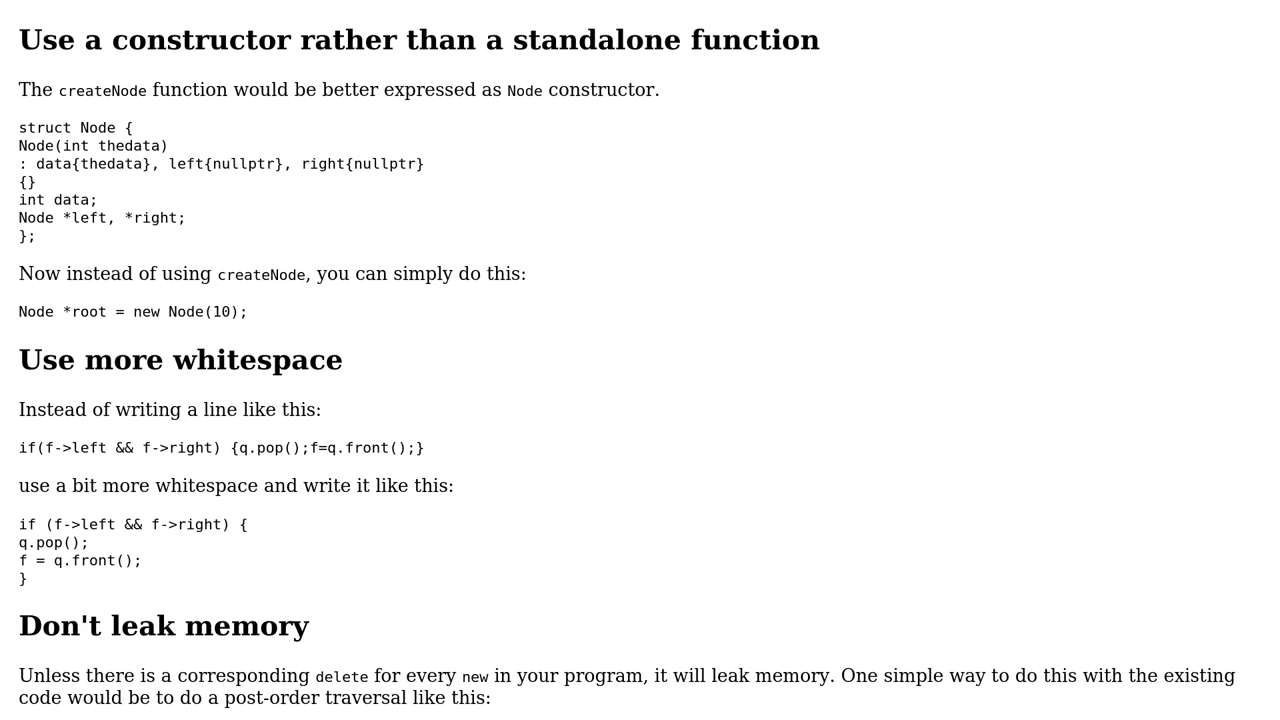 Use a constructor rather than a standalone function
The createNode function would be better expressed as Node constructor.
struct Node {
Node(int thedata)
: data{thedata}, left{nullptr}, right{nullptr}
{}
int data;
Node *left, *right;
};
Now instead of using createNode, you can simply do this:
Node *root = new Node(10);
Use more whitespace
Instead of writing a line like this:
if(f->left && f->right) {q.pop();f=q.front();}
use a bit more whitespace and write it like this:
if (f->left && f->right) {
q.pop();
f = q.front();
}
Don't leak memory
Unless there is a corresponding delete for every new in your program, it will leak memory. One simple way to do this with the existing
code would be to do a post-order traversal like this: